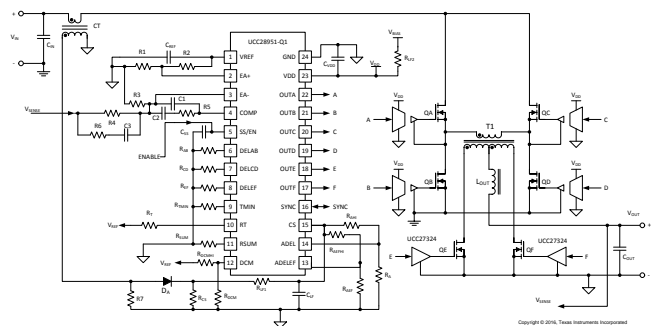 +
CT
VIN
CIN
-
UCC28951-Q1
1 VREF GND 24
2 EA+ VDD 23
3 EA- OUTA 22 A
4 COMP OUTB 21 B
5 SS/EN OUTC 20 C
6 DELAB OUTD 19 D
7 DELCD OUTE 18 E
8 DELEF OUTF 17 F
9 TMIN SYNC 16 SYNC
10 RT CS 15
11 RSUM ADEL 14
12 DCM ADELEF 13
R1
CREF
R2
R3
C1
C2
R5
VSENSE
R4
R6
C3
CSS
ENABLE
RAB
RCD
REF
RTMIN
VREF
RT
RSUM
VREF
RDCMHI
R7
DA
RCS
RDCM
RLF1
CLF
RAHI
RAEFHI
RAEF
RA
CVDD
VDD
VBIAS
RLF2
VDD
A
QA
QC
VDD
C
T1
VDD
B
QB
LOUT
QD
VDD
D
UCC27324
E
QE
QF
UCC27324
F
VOUT
+
COUT
-
VSENSE
Copyright © 2016, Texas Instruments Incorporated